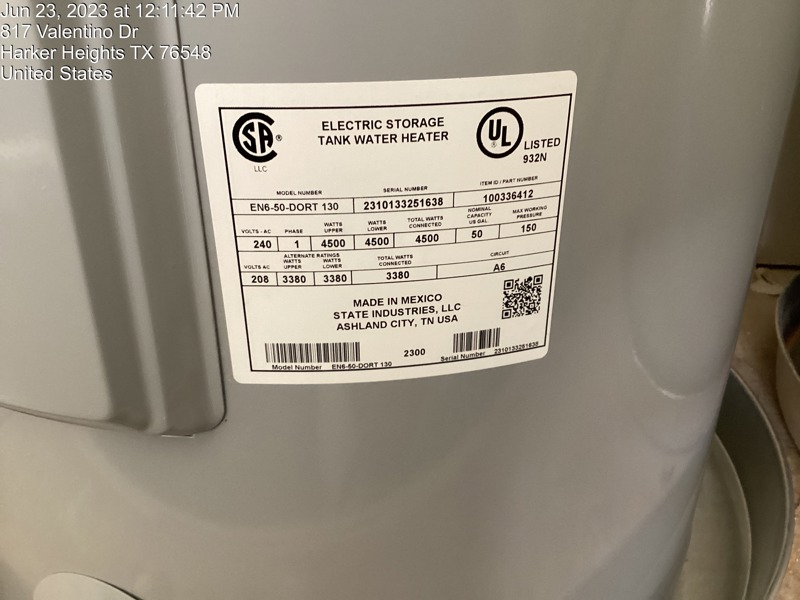 Jun 23, 2023 at 12:11:42 PM
817 Valentino Dr
Harker Heights TX 76548
United States
SA ®
LLC
ELECTRIC STORAGE
TANK WATER HEATER
UL ®
LISTED
932N
MODEL NUMBER SERIAL NUMBER ITEM ID / PART NUMBER
EN6-50-DORT 130 2310133251638 100336412
VOLTS - AC PHASE WATTS UPPER WATTS LOWER TOTAL WATTS CONNECTED NOMINAL CAPACITY US GAL MAX WORKING PRESSURE
240 1 4500 4500 4500 50 150
ALTERNATE RATINGS
VOLTS AC WATTS UPPER WATTS LOWER TOTAL WATTS CONNECTED CIRCUIT
208 3380 3380 3380 A6
MADE IN MEXICO
STATE INDUSTRIES, LLC
ASHLAND CITY, TN USA
2300
Model Number EN6-50-DORT 130
Serial Number 2310133251638